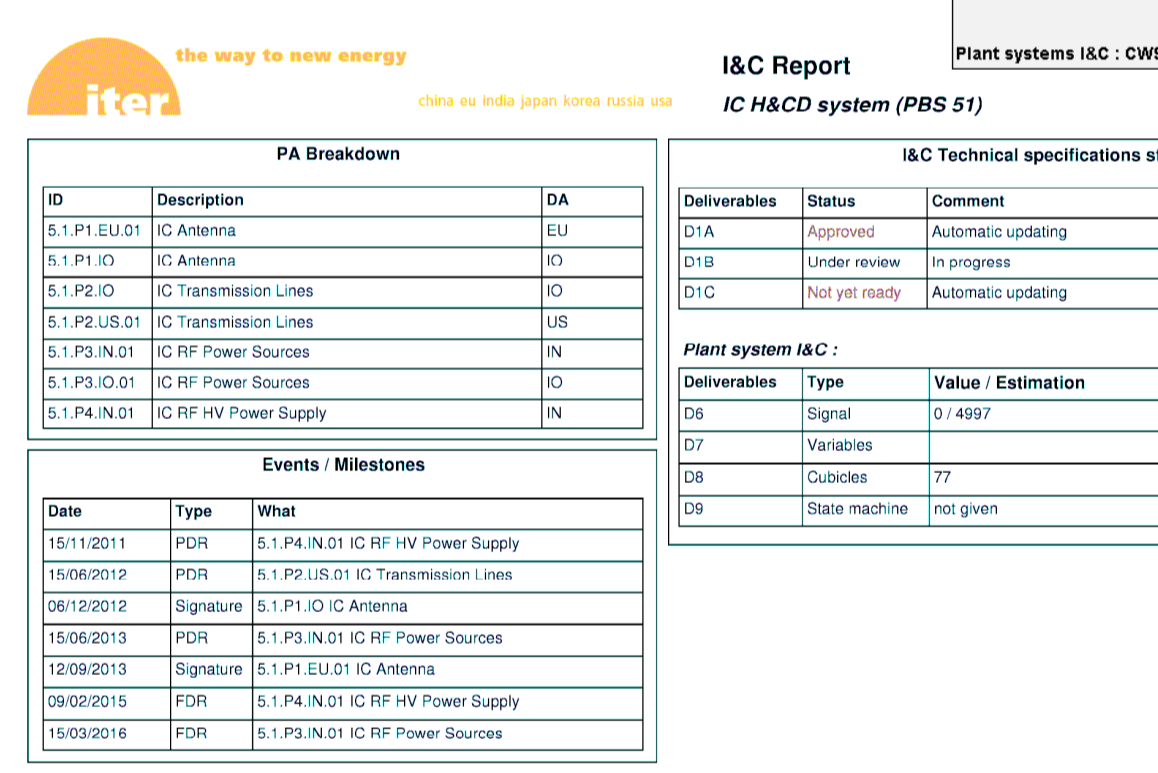 the way to new energy
iter
china eu india japan korea russia usa
I&C Report
IC H&CD system (PBS 51)
Plant systems I&C : CWS
PA Breakdown
ID Description DA
5.1.P1.EU.01 IC Antenna EU
5.1.P1.IO IC Antenna IO
5.1.P2.IO IC Transmission Lines IO
5.1.P2.US.01 IC Transmission Lines US
5.1.P3.IN.01 IC RF Power Sources IN
5.1.P3.IO.01 IC RF Power Sources IO
5.1.P4.IN.01 IC RF HV Power Supply IN
Events / Milestones
Date Type What
15/11/2011 PDR 5.1.P4.IN.01 IC RF HV Power Supply
15/06/2012 PDR 5.1.P2.US.01 IC Transmission Lines
06/12/2012 Signature 5.1.P1.IO IC Antenna
15/06/2013 PDR 5.1.P3.IN.01 IC RF Power Sources
12/09/2013 Signature 5.1.P1.EU.01 IC Antenna
09/02/2015 FDR 5.1.P4.IN.01 IC RF HV Power Supply
15/03/2016 FDR 5.1.P3.IN.01 IC RF Power Sources
I&C Technical specifications
Deliverables Status Comment
D1A Approved Automatic updating
D1B Under review In progress
D1C Not yet ready Automatic updating
Plant system I&C :
Deliverables Type Value / Estimation
D6 Signal 0 / 4997
D7 Variables
D8 Cubicles 77
D9 State machine not given